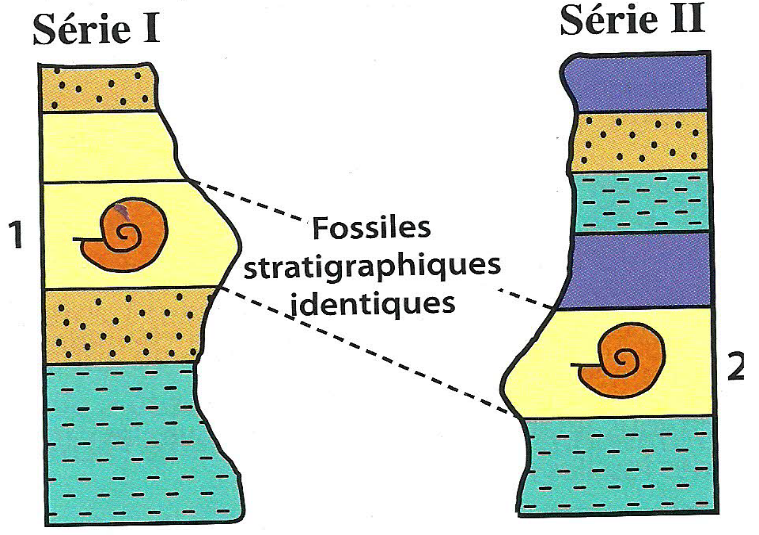 Série I
Série II
1
Fossiles
stratigraphiques
identiques
2